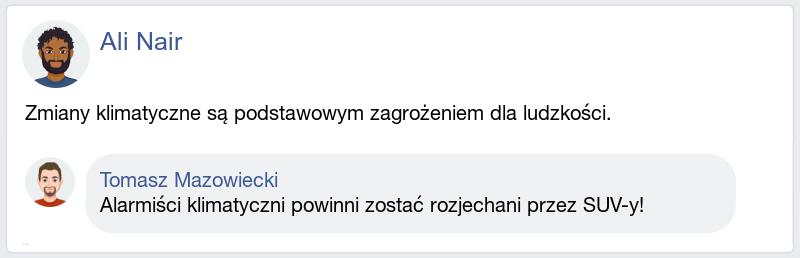 Ali Nair
Zmiany klimatyczne są podstawowym zagrożeniem dla ludzkości.
Tomasz Mazowiecki
Alarmiści klimatyczni powinni zostać rozjechani przez SUV-y!